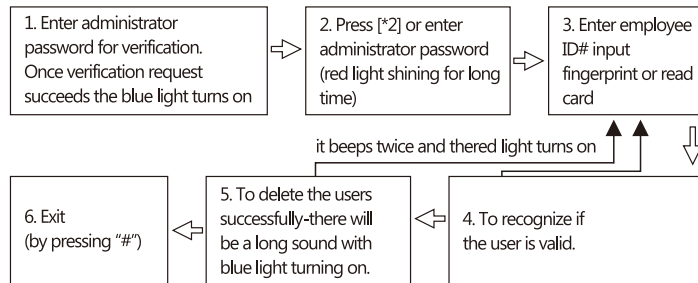 1. Enter administrator
password for verification.
Once verification request
succeeds the blue light turns on
2. Press [*2] or enter
administrator password
(red light shining for long
time)
3. Enter employee
ID# input
fingerprint or read
card
it beeps twice and thered light turns on
4. To recognize if
the user is valid.
5. To delete the users
successfully-there will
be a long sound with
blue light turning on.
6. Exit
(by pressing “#”)